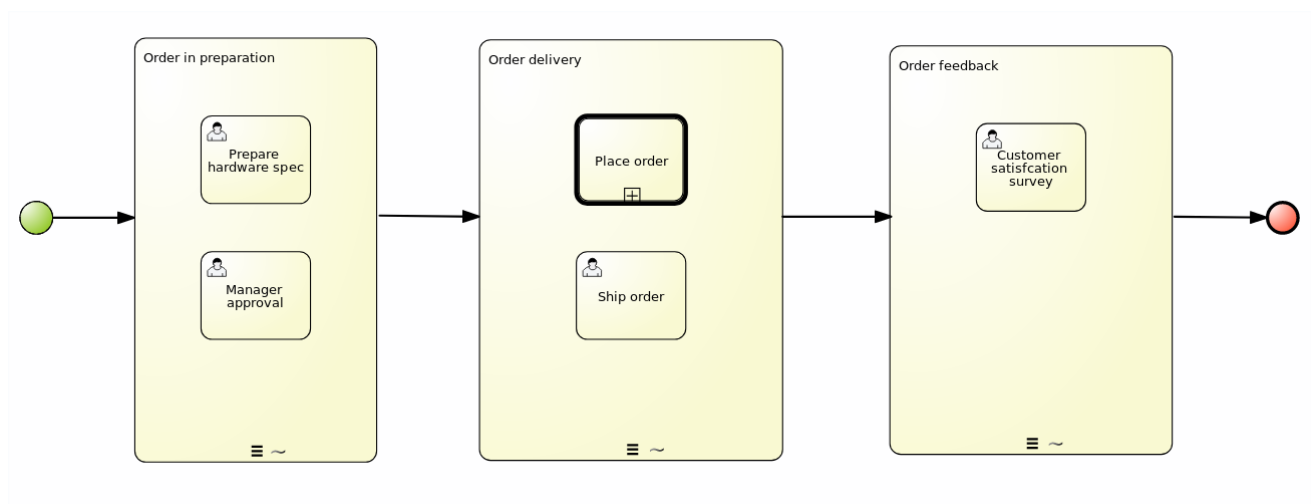 Order in preparation
Prepare
hardware spec
Manager
approval
Order delivery
Place order
Ship order
Order feedback
Customer
satisfcation
survey